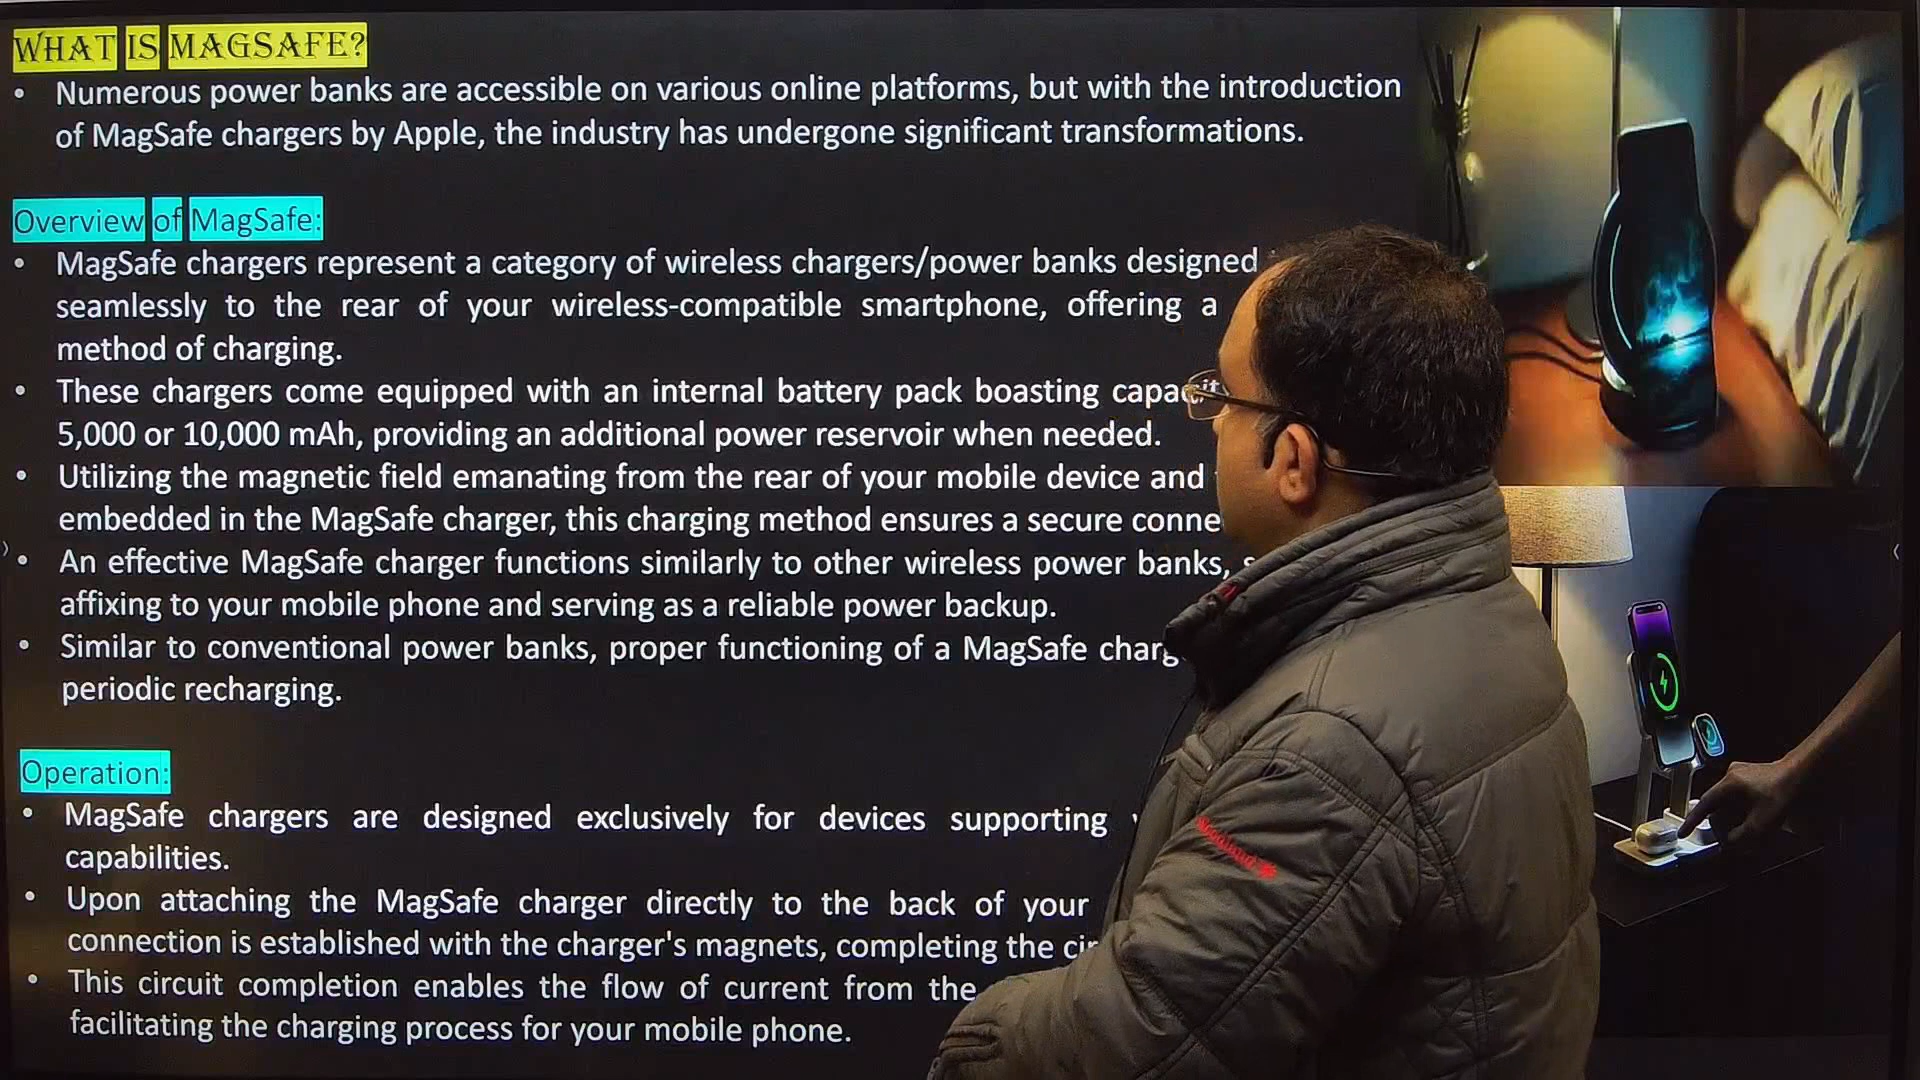 WHAT IS MAGSAFE?
• Numerous power banks are accessible on various online platforms, but with the introduction
of MagSafe chargers by Apple, the industry has undergone significant transformations.
Overview of MagSafe:
• MagSafe chargers represent a category of wireless chargers/power banks designed
seamlessly to the rear of your wireless-compatible smartphone, offering a
method of charging.
• These chargers come equipped with an internal battery pack boasting
5,000 or 10,000 mAh, providing an additional power reservoir when needed.
• Utilizing the magnetic field emanating from the rear of your mobile device and
embedded in the MagSafe charger, this charging method ensures a secure
• An effective MagSafe charger functions similarly to other wireless power banks,
affixing to your mobile phone and serving as a reliable power backup.
• Similar to conventional power banks, proper functioning of a MagSafe
periodic recharging.
Operation:
• MagSafe chargers are designed exclusively for devices supporting
capabilities.
• Upon attaching the MagSafe charger directly to the back of your
connection is established with the charger's magnets, completing the
• This circuit completion enables the flow of current from the
facilitating the charging process for your mobile phone.